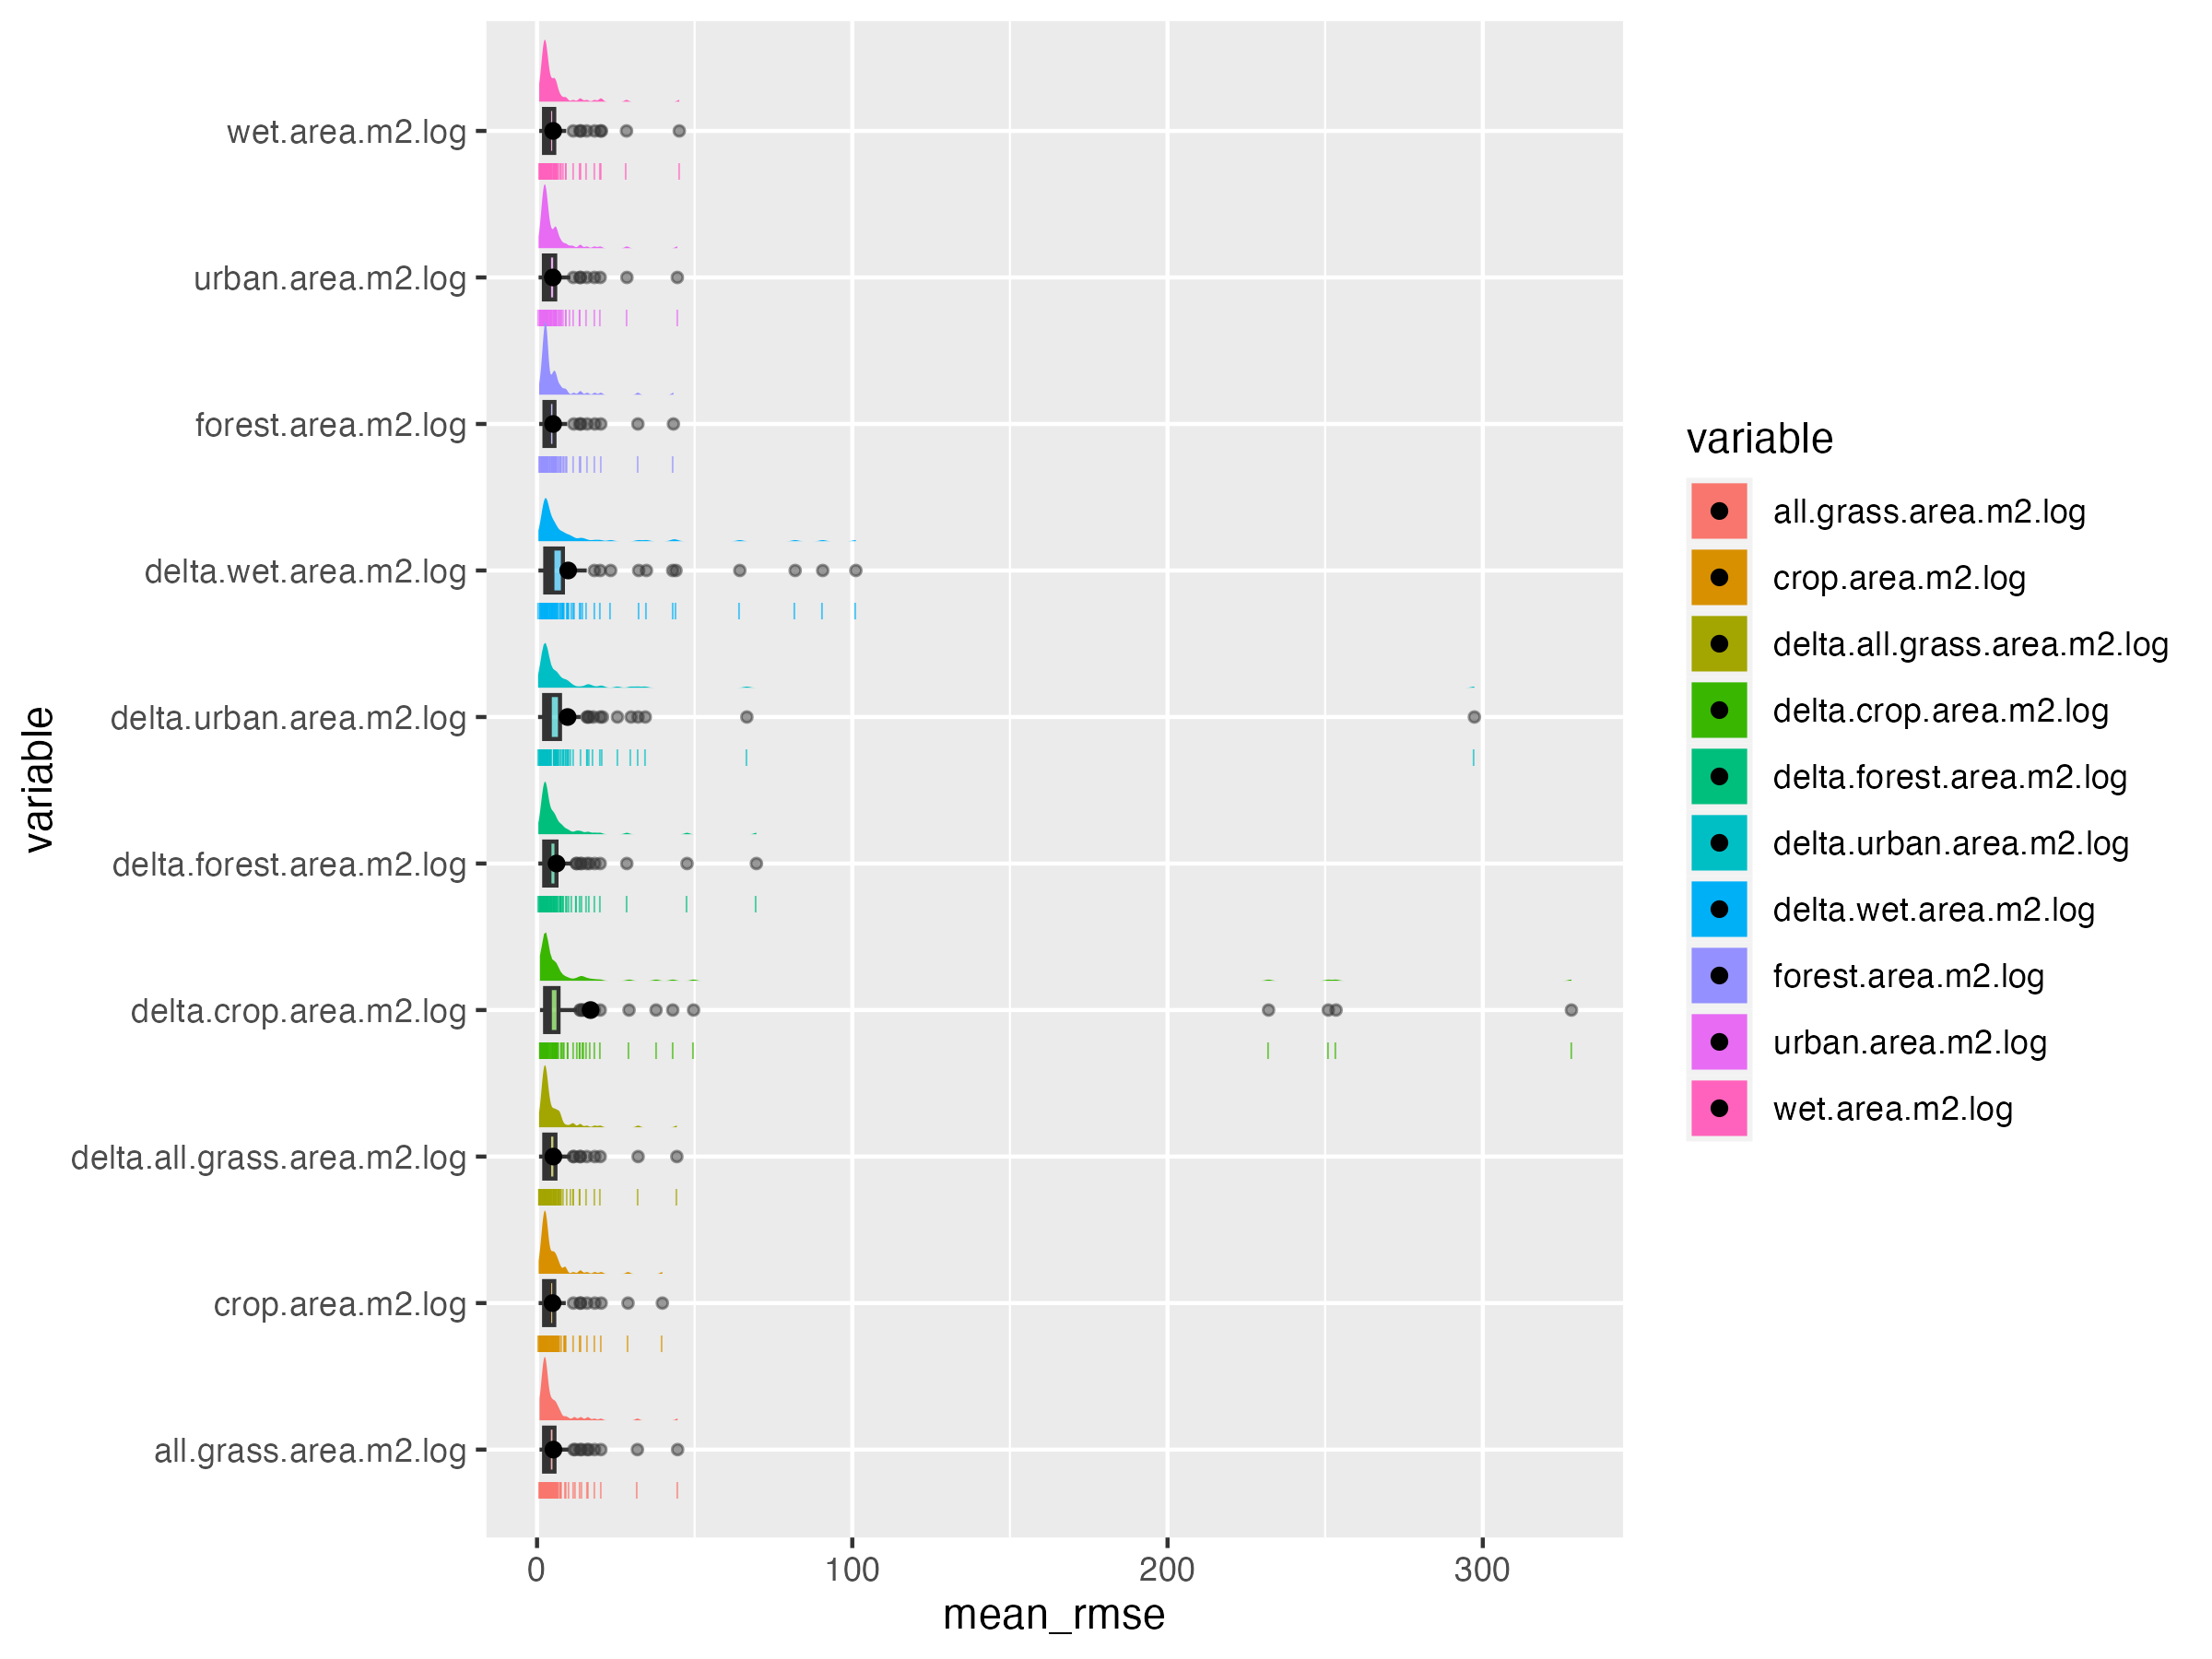 variable
wet.area.m2.log
urban.area.m2.log
forest.area.m2.log
delta.wet.area.m2.log
delta.urban.area.m2.log
delta.forest.area.m2.log
delta.crop.area.m2.log
delta.all.grass.area.m2.log
crop.area.m2.log
all.grass.area.m2.log
0 100 200 300
mean_rmse
variable
all.grass.area.m2.log
crop.area.m2.log
delta.all.grass.area.m2.log
delta.crop.area.m2.log
delta.forest.area.m2.log
delta.urban.area.m2.log
delta.wet.area.m2.log
forest.area.m2.log
urban.area.m2.log
wet.area.m2.log